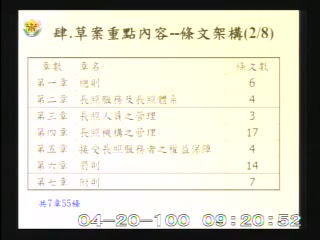 肆.草案重點內容--條文架構(2/8)
章數 章名 條文數
第一章 總則 6
第二章 長照服務及長照體系 4
第三章 長照人員之管理 3
第四章 長照機構之管理 17
第五章 接受長照服務者之權益保障 4
第六章 罰則 14
第七章 附則 7
共7章55條
04-20-100 09:20:52